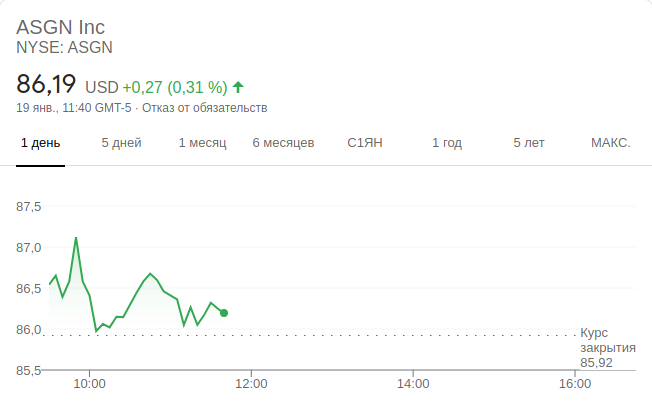 ASGN Inc
NYSE: ASGN
86,19 USD +0,27 (0,31 %)
19 янв., 11:40 GMT-5 · Отказ от обязательств
1 день 5 дней 1 месяц 6 месяцев С1ЯН 1 год 5 лет МАКС.
87,5
87,0
86,5
86,0
Курс
закрытия
85,92
85,5
10:00 12:00 14:00 16:00